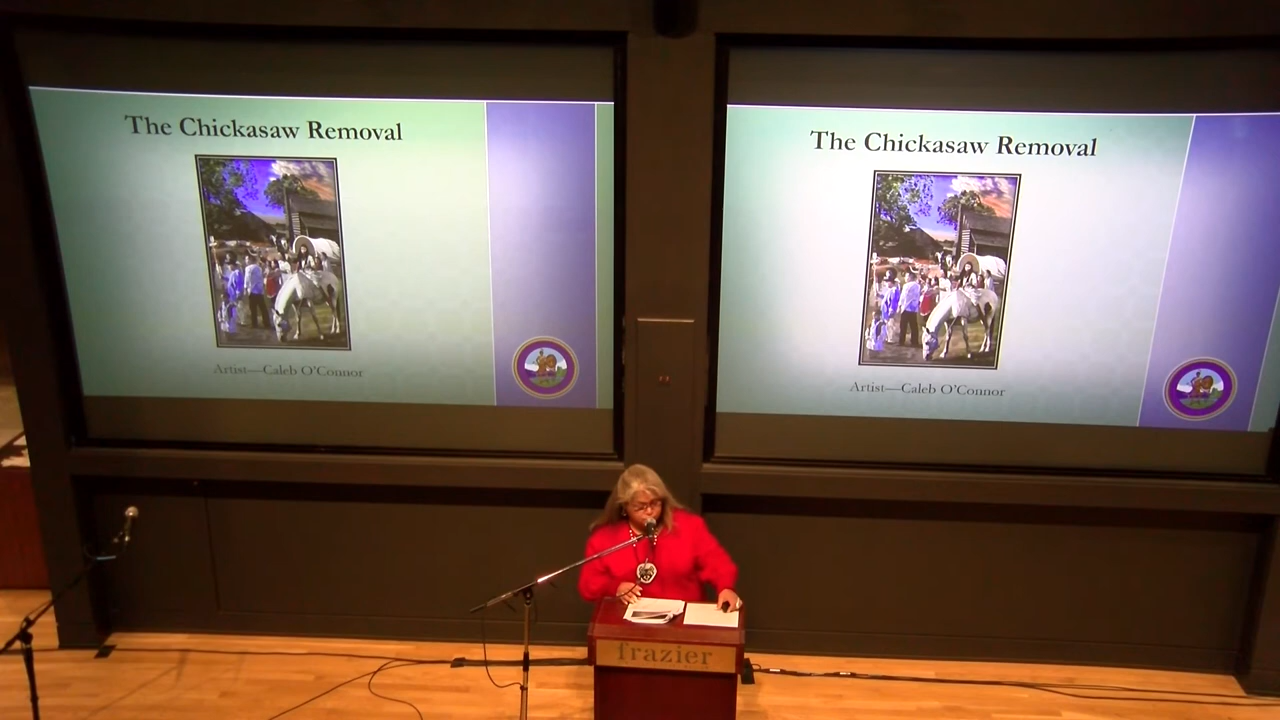 The Chickasaw Removal
Artist—Caleb O'Connor
The Chickasaw Removal
Artist—Caleb O'Connor
frazier